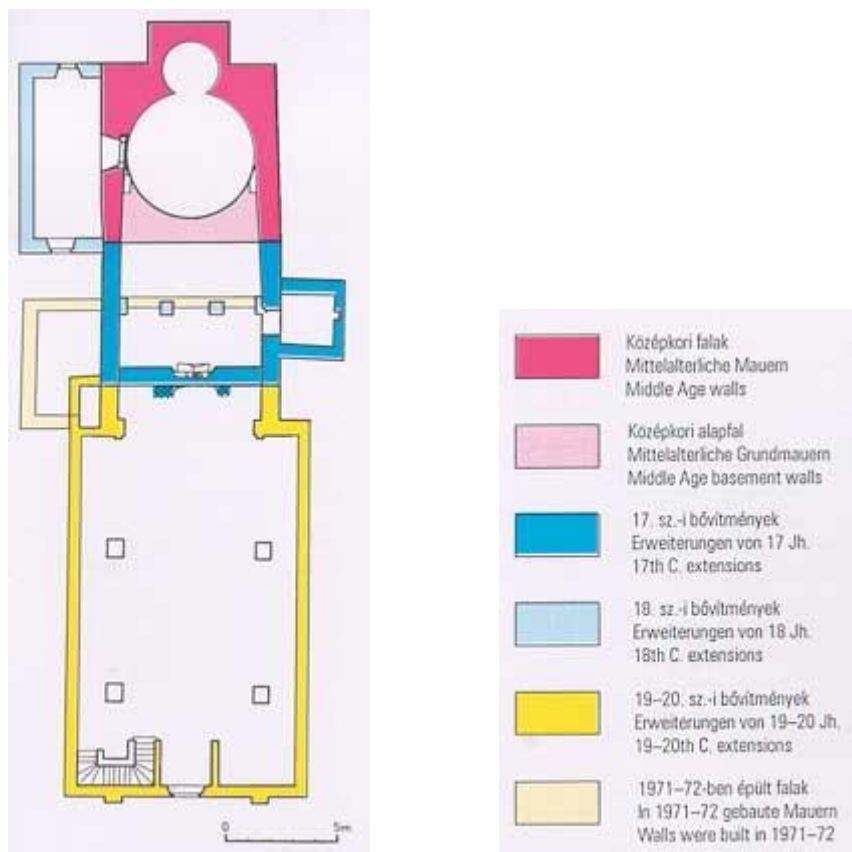 Középkori falak
Mittelalterliche Mauern
Middle Age walls
Középkori alapfal
Mittelalterliche Grundmauern
Middle Age basement walls
17. sz.-i bővítmények
Erweiterungen von 17 Jh.
17th C. extensions
18. sz.-i bővítmények
Erweiterungen von 18 Jh.
18th C. extensions
19–20. sz.-i bővítmények
Erweiterungen von 19–20 Jh.
19–20th C. extensions
1971–72-ben épült falak
In 1971–72 gebaute Mauern
Walls were built in 1971–72
0 5m